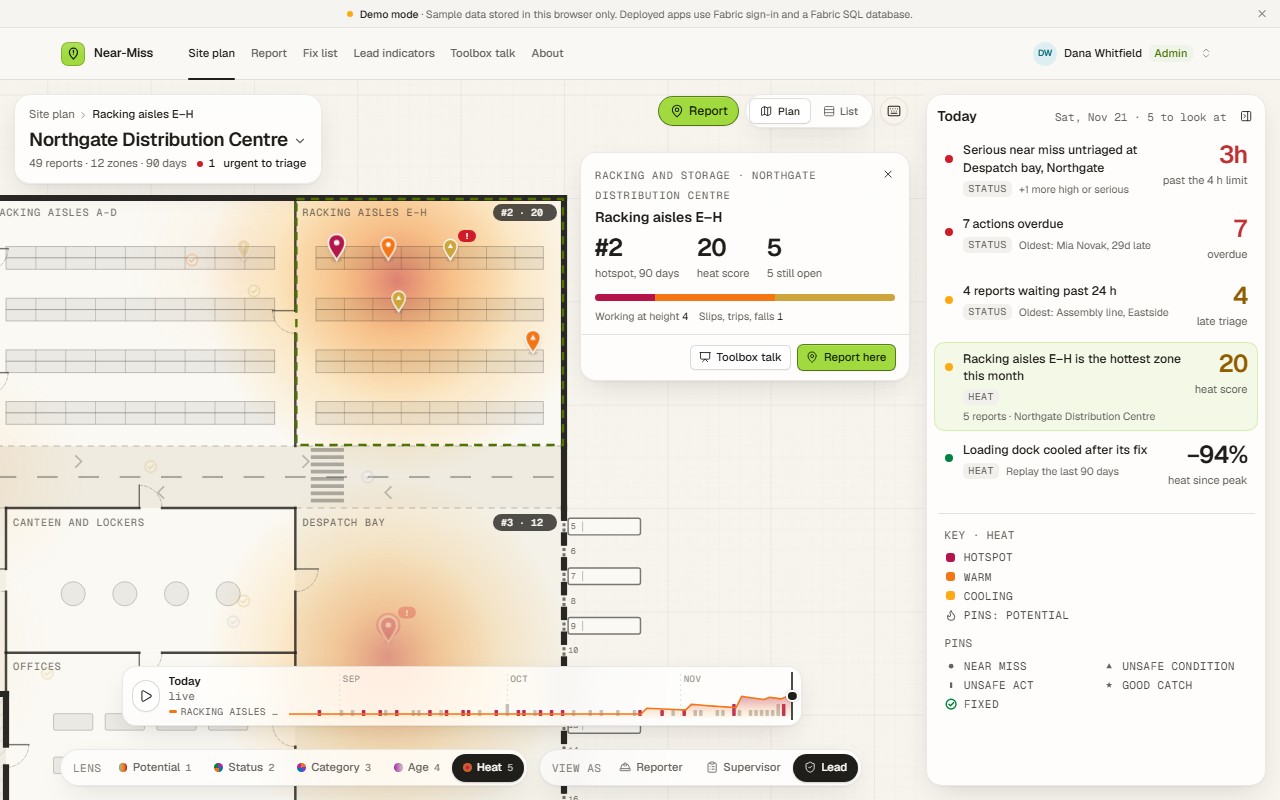 Demo mode · Sample data stored in this browser only. Deployed apps use Fabric sign-in and a Fabric SQL database.
Near-Miss
Site plan
Report
Fix list
Lead indicators
Toolbox talk
About
DW
Dana Whitfield
Admin
Site plan > Racking aisles E–H
Northgate Distribution Centre
49 reports · 12 zones · 90 days
1 urgent to triage
Report
Plan
List
ACKING AISLES A–D
RACKING AISLES E–H
#2 · 20
!
CANTEEN AND LOCKERS
DESPATCH BAY
#3 · 12
!
OFFICES
5
6
7
8
9
10
16
RACKING AND STORAGE · NORTHGATE
DISTRIBUTION CENTRE
Racking aisles E–H
#2
hotspot, 90 days
20
heat score
5
5 still open
Working at height 4
Slips, trips, falls 1
Toolbox talk
Report here
Today
live
RACKING AISLES …
SEP
OCT
NOV
LENS
Potential 1
Status 2
Category 3
Age 4
Heat 5
VIEW AS
Reporter
Supervisor
Lead
Today
Sat, Nov 21 · 5 to look at
Serious near miss untriaged at
Despatch bay, Northgate
STATUS +1 more high or serious
3h
past the 4 h limit
7 actions overdue
STATUS Oldest: Mia Novak, 29d late
7
overdue
4 reports waiting past 24 h
STATUS Oldest: Assembly line, Eastside
4
late triage
Racking aisles E–H is the hottest zone
this month
HEAT
5 reports · Northgate Distribution Centre
20
heat score
Loading dock cooled after its fix
HEAT Replay the last 90 days
−94%
heat since peak
KEY · HEAT
HOTSPOT
WARM
COOLING
PINS: POTENTIAL
PINS
NEAR MISS
UNSAFE CONDITION
UNSAFE ACT
GOOD CATCH
FIXED